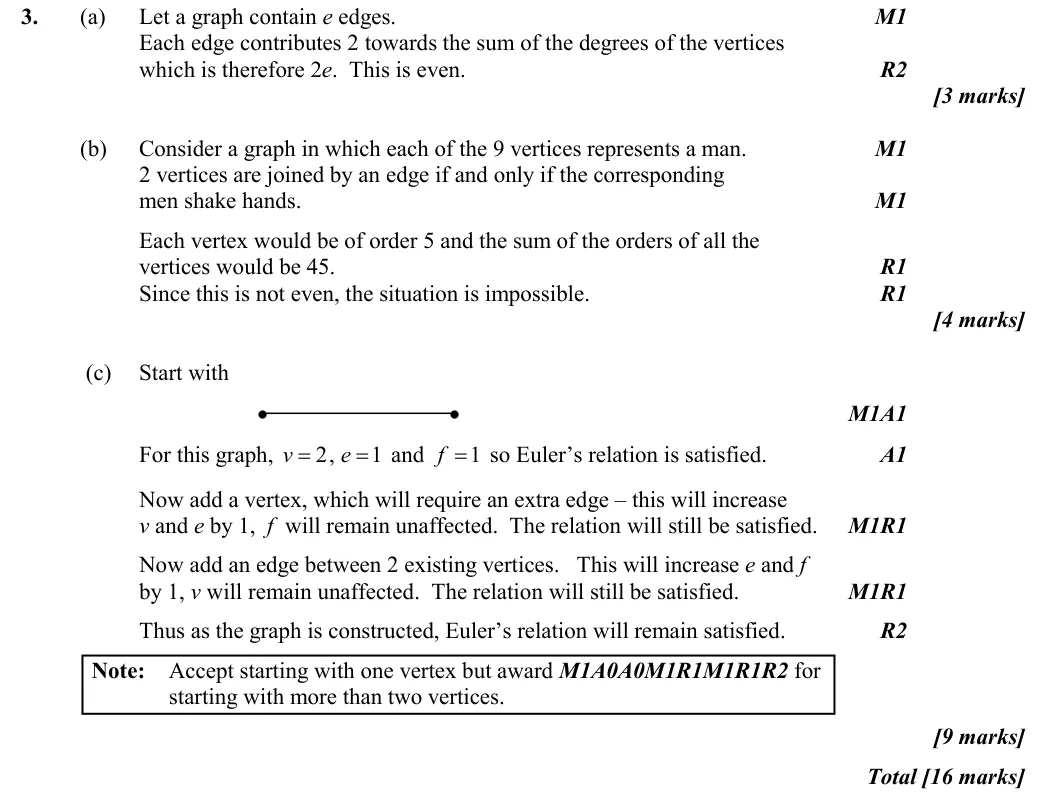 3. (a) Let a graph contain e edges. M1
Each edge contributes 2 towards the sum of the degrees of the vertices
which is therefore 2e. This is even. R2
[3 marks]
(b) Consider a graph in which each of the 9 vertices represents a man. M1
2 vertices are joined by an edge if and only if the corresponding
men shake hands. M1
Each vertex would be of order 5 and the sum of the orders of all the
vertices would be 45. R1
Since this is not even, the situation is impossible. R1
[4 marks]
(c) Start with
M1A1
For this graph, v = 2, e = 1 and f = 1 so Euler’s relation is satisfied. A1
Now add a vertex, which will require an extra edge – this will increase
v and e by 1, f will remain unaffected. The relation will still be satisfied. M1R1
Now add an edge between 2 existing vertices. This will increase e and f
by 1, v will remain unaffected. The relation will still be satisfied. M1R1
Thus as the graph is constructed, Euler’s relation will remain satisfied. R2
Note: Accept starting with one vertex but award M1A0A0M1R1M1R1R2 for
starting with more than two vertices.
[9 marks]
Total [16 marks]